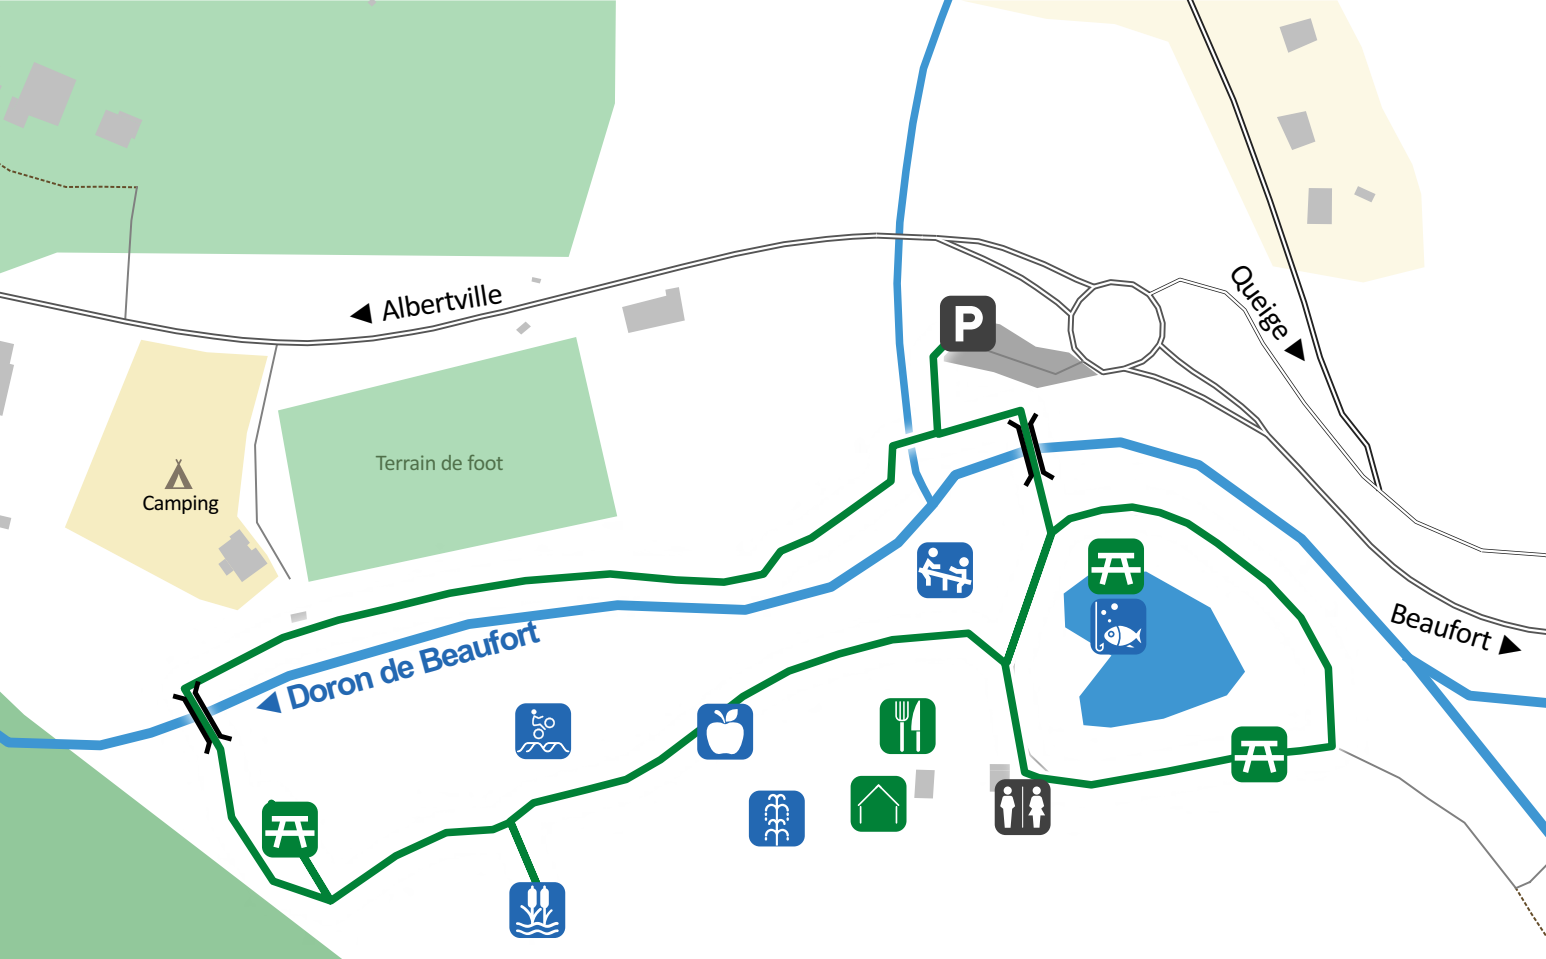 Queige
Albertville
P
Terrain de foot
Camping
Beaufort
Doron de Beaufort